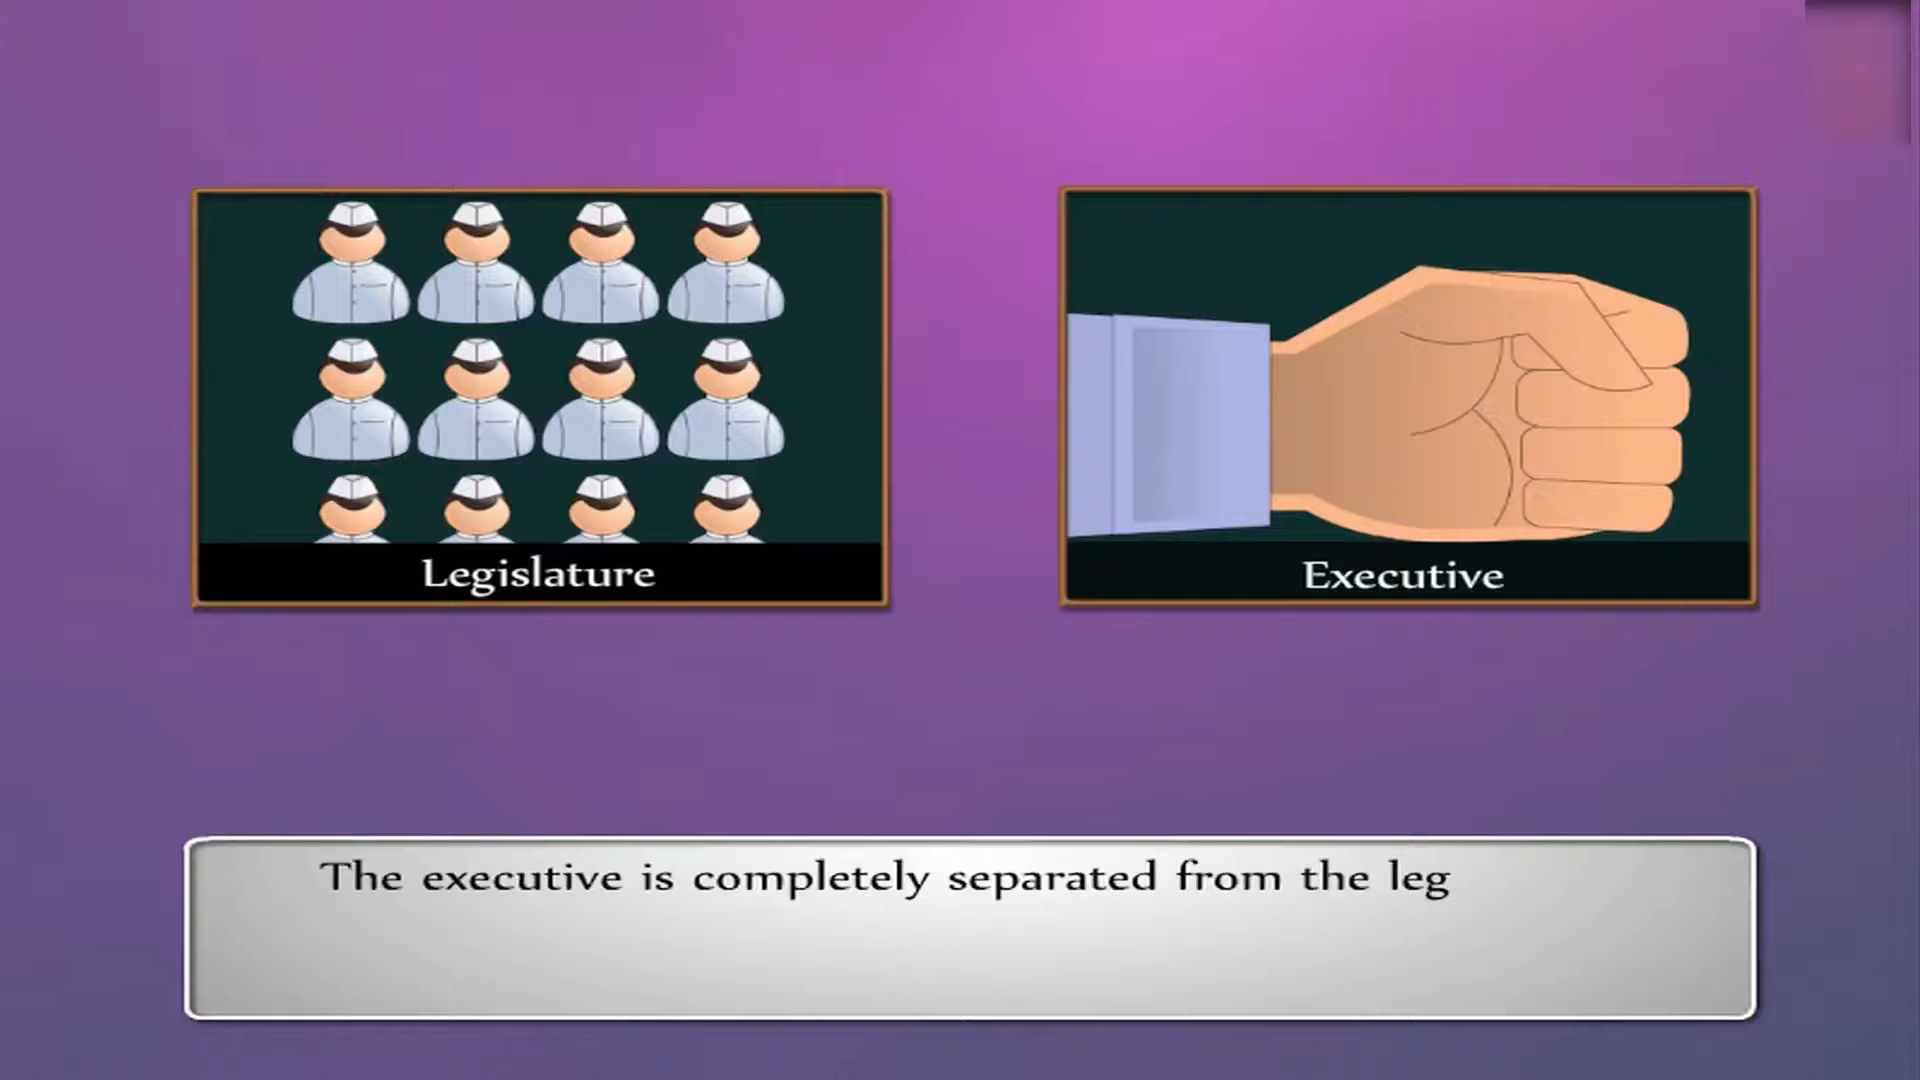 Legislature
Executive
The executive is completely separated from the leg